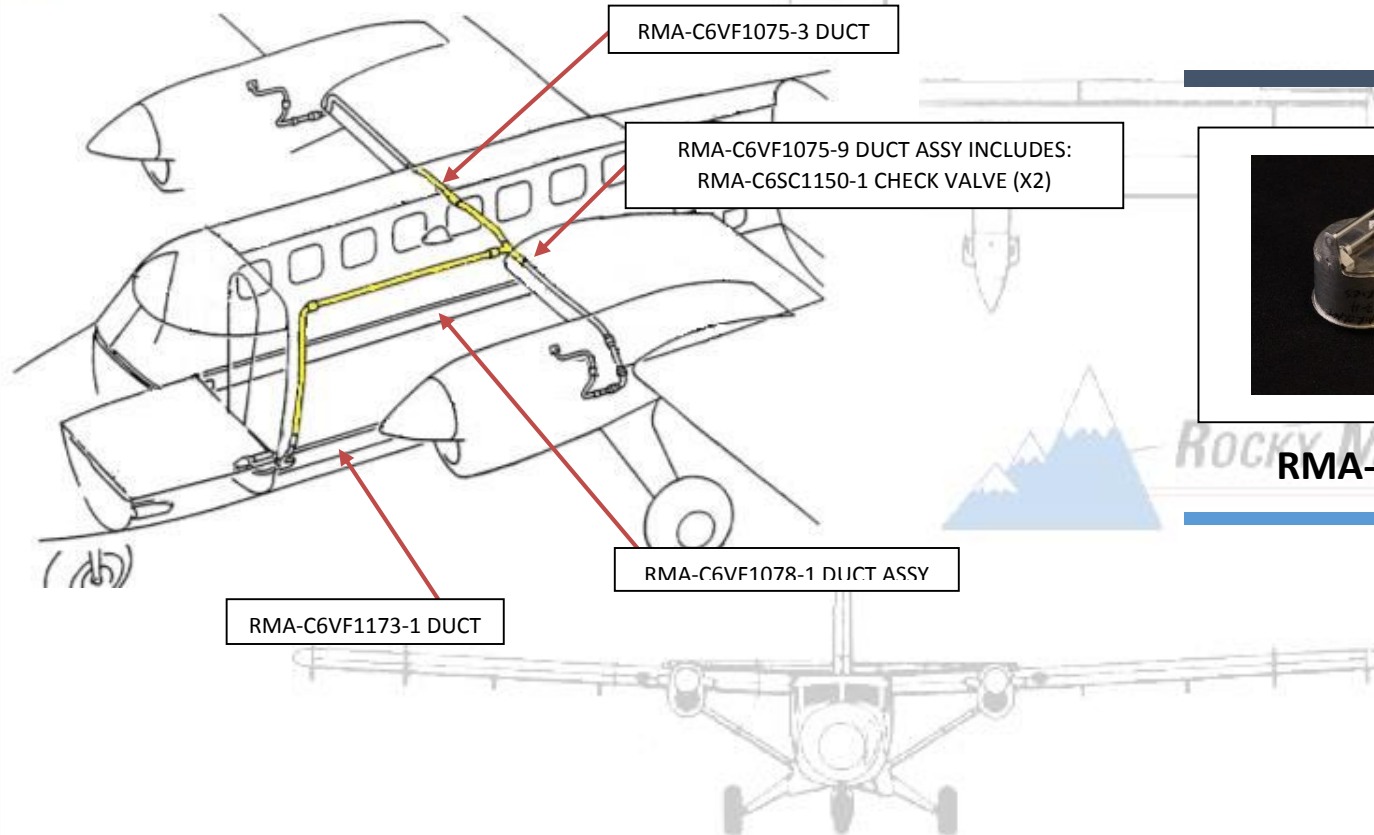 RMA-C6VF1075-3 DUCT
RMA-C6VF1075-9 DUCT ASSY INCLUDES:
RMA-C6SC1150-1 CHECK VALVE (X2)
ROCKY M
RMA-
RMA-C6VF1078-1 DUCT ASSY
RMA-C6VF1173-1 DUCT